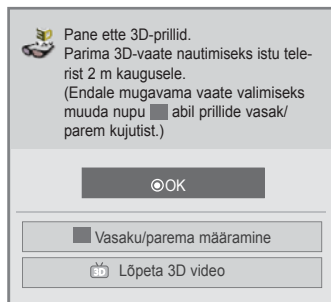 Pane ette 3D-prillid.
Parima 3D-vaate nautimiseks istu tele-
rist 2 m kaugusele.
(Endale mugavama vaate valimiseks
muuda nupu abil prillide vasak/
parem kujutist.)
OK
Vasaku/parema määramine
3D Lõpeta 3D video